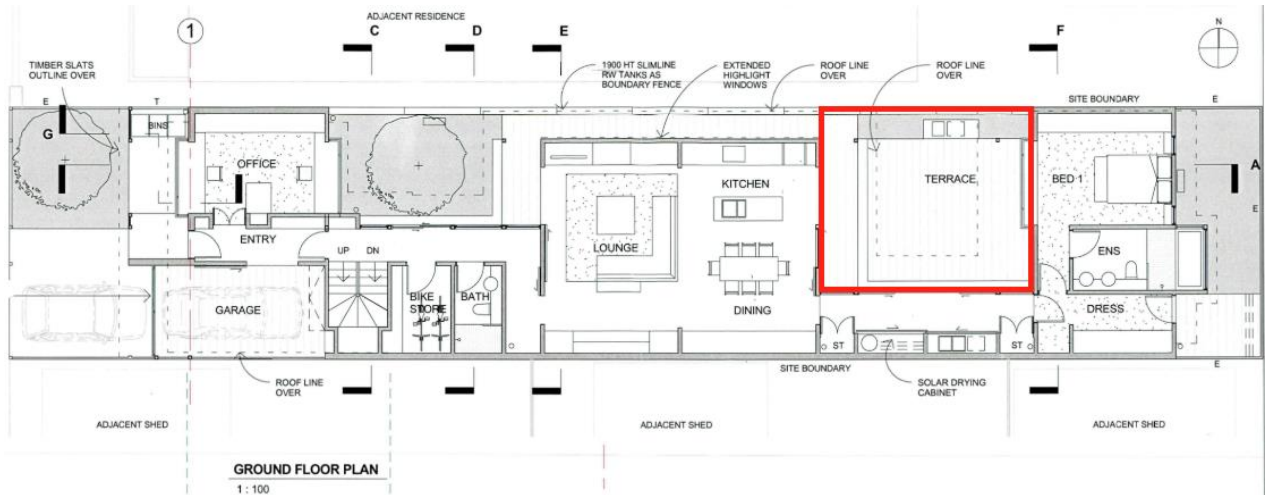 ADJACENT RESIDENCE
1
C
D
E
F
N
TIMBER SLATS
OUTLINE OVER
1900 HT SLIMLINE
RW TANKS AS
BOUNDARY FENCE
EXTENDED
HIGHLIGHT
WINDOWS
ROOF LINE
OVER
ROOF LINE
OVER
E
T
SITE BOUNDARY
E
G
BINS
OFFICE
KITCHEN
TERRACE
BED 1
A
E
ENTRY
UP
DN
LOUNGE
ENS
GARAGE
BIKE
STORE
BATH
DINING
DRESS
ST
ST
SITE BOUNDARY
E
ROOF LINE
OVER
SOLAR DRYING
CABINET
ADJACENT SHED
ADJACENT SHED
ADJACENT SHED
GROUND FLOOR PLAN
1 : 100